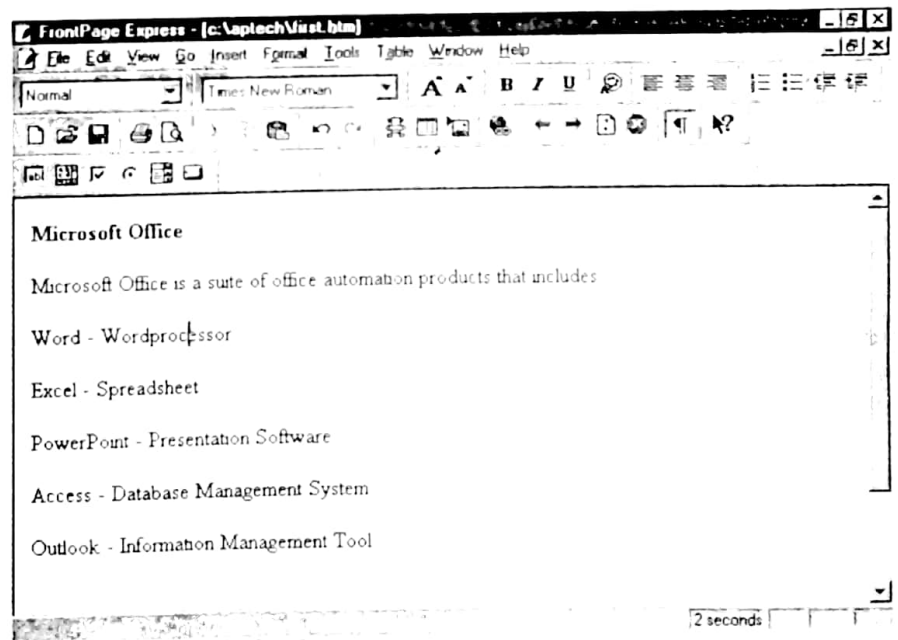 FrontPage Express - [c:\aptech\first.htm]
File Edit View Go Insert Format Tools Table Window Help
Normal Times New Roman A A B I U
abl
Microsoft Office
Microsoft Office is a suite of office automation products that includes
Word - Wordprocessor
Excel - Spreadsheet
PowerPoint - Presentation Software
Access - Database Management System
Outlook - Information Management Tool
2 seconds